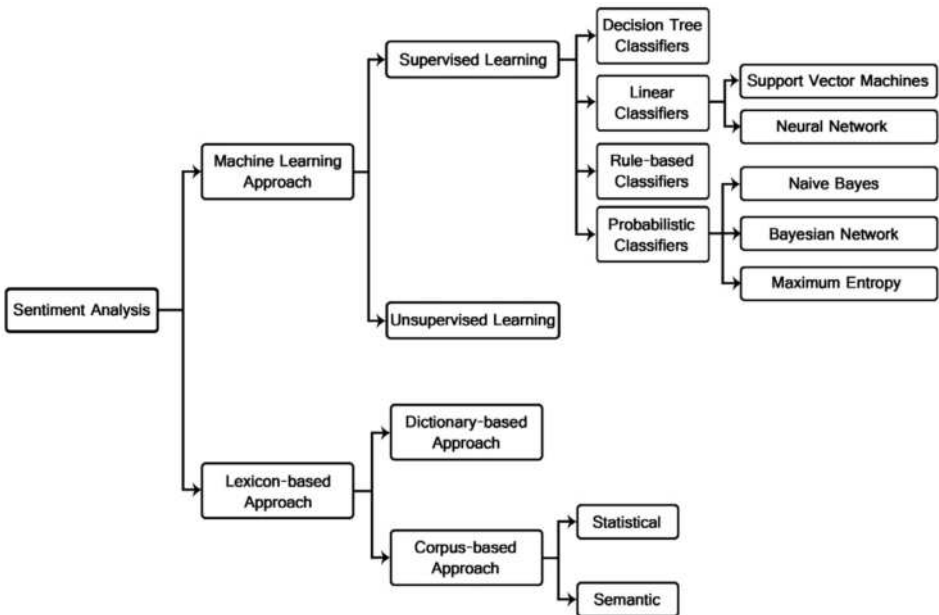 Sentiment Analysis
Machine Learning
Approach
Supervised Learning
Decision Tree
Classifiers
Linear
Classifiers
Support Vector Machines
Neural Network
Rule-based
Classifiers
Probabilistic
Classifiers
Naive Bayes
Bayesian Network
Maximum Entropy
Unsupervised Learning
Lexicon-based
Approach
Dictionary-based
Approach
Corpus-based
Approach
Statistical
Semantic